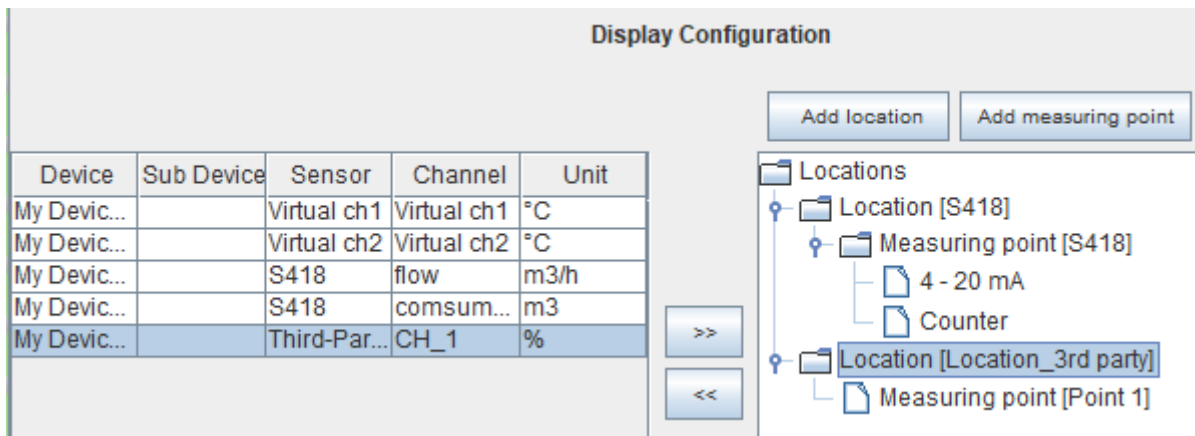 Display Configuration
Add location Add measuring point
Device Sub Device Sensor Channel Unit
My Devic... Virtual ch1 Virtual ch1 °C
My Devic... Virtual ch2 Virtual ch2 °C
My Devic... S418 flow m3/h
My Devic... S418 comsum... m3
My Devic... Third-Par... CH_1 %
>>
<<
Locations
Location [S418]
Measuring point [S418]
4 - 20 mA
Counter
Location [Location_3rd party]
Measuring point [Point 1]